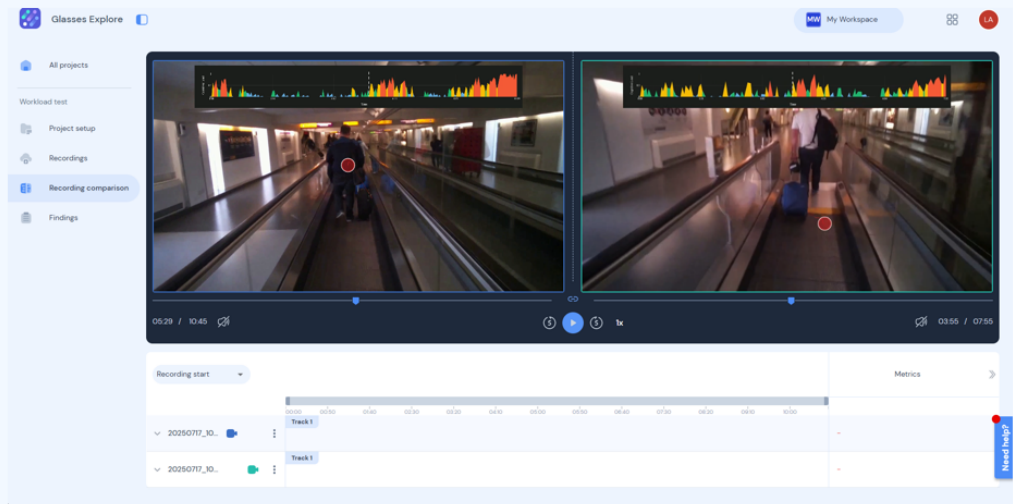 Glasses Explore
MW My Workspace
LA
All projects
Workload test
Project setup
Recordings
Recording comparison
Findings
05:29 / 10:45
5
5
1x
03:55 / 07:55
Recording start
Metrics
00:00 00:50 01:40 02:30 03:20 04:10 05:00 05:50 06:40 07:30 08:20 09:10 10:00
Track 1
20250717_10...
-
Track 1
20250717_10...
-
Need help?